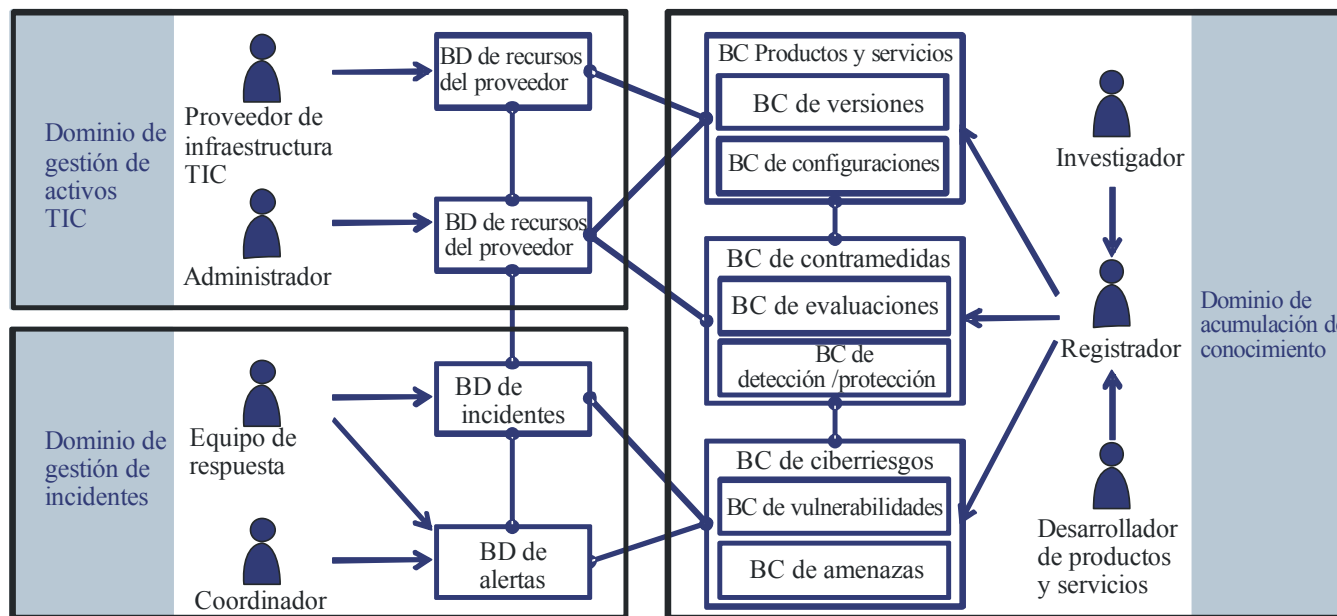 Dominio de
gestión de
activos
TIC
Proveedor de
infraestructura
TIC
Administrador
BD de recursos
del proveedor
BD de recursos
del proveedor
Dominio de
gestión de
incidentes
Equipo de
respuesta
Coordinador
BD de
incidentes
BD de
alertas
BC Productos y servicios
BC de versiones
BC de configuraciones
BC de contramedidas
BC de evaluaciones
BC de
detección /protección
BC de ciberriesgos
BC de vulnerabilidades
BC de amenazas
Investigador
Registrador
Desarrollador
de productos
y servicios
Dominio de
acumulación d
conocimiento